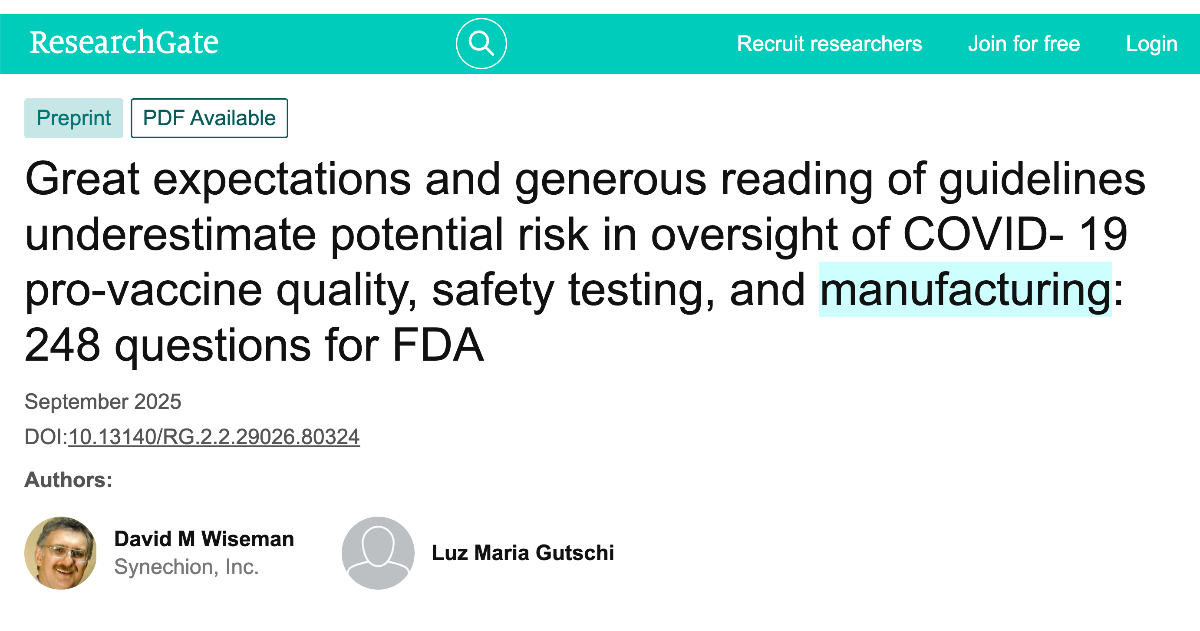 ResearchGate
Recruit researchers
Join for free
Login
Preprint
PDF Available
Great expectations and generous reading of guidelines
underestimate potential risk in oversight of COVID- 19
pro-vaccine quality, safety testing, and manufacturing:
248 questions for FDA
September 2025
DOI:10.13140/RG.2.2.29026.80324
Authors:
David M Wiseman
Synechion, Inc.
Luz Maria Gutschi